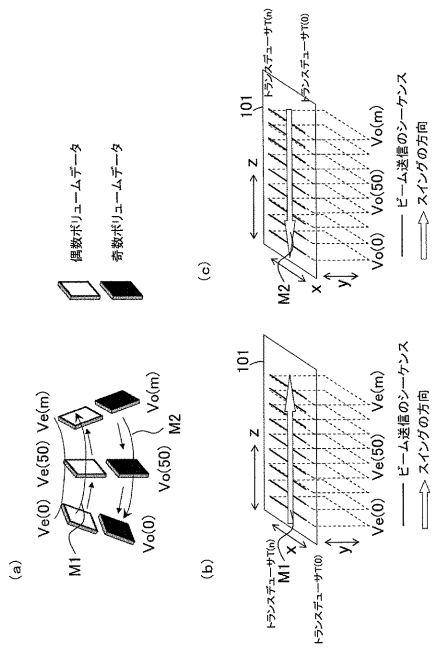 (a)
Ve(0) Ve(50) Ve(m)
M1
Vo(0) Vo(50) Vo(m)
M2
偶数ボリュームデータ
奇数ボリュームデータ
(b)
トランスデューサT(n)
トランスデューサT(0)
101
z
M1
x
y
Ve(0) Ve(50) Ve(m)
ビーム送信のシーケンス
スイングの方向
(c)
トランスデューサT(n)
トランスデューサT(0)
101
z
M2
x
y
Vo(0) Vo(50) Vo(m)
ビーム送信のシーケンス
スイングの方向